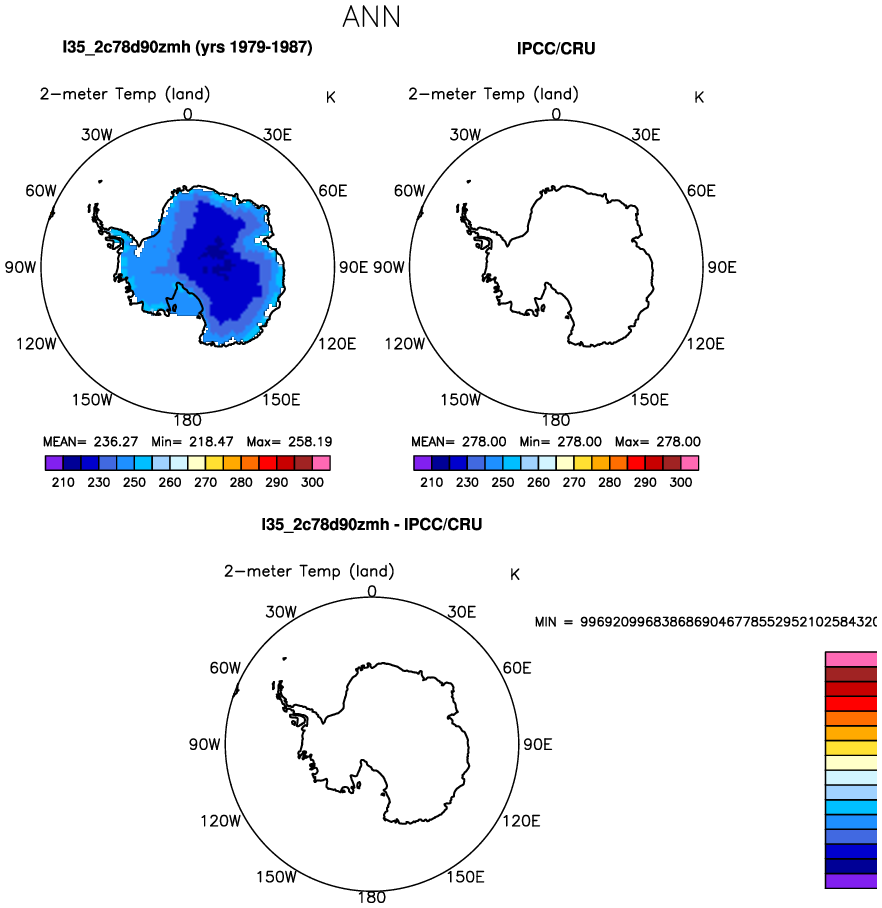 ANN
I35_2c78d90zmh (yrs 1979-1987)
IPCC/CRU
2-meter Temp (land) K
2-meter Temp (land) K
0
30W 30E
60W 60E
90W 90E
120W 120E
150W 150E
180
0
30W 30E
60W 60E
90W 90E
120W 120E
150W 150E
180
MEAN= 236.27 Min= 218.47 Max= 258.19
MEAN= 278.00 Min= 278.00 Max= 278.00
210 230 250 260 270 280 290 300
210 230 250 260 270 280 290 300
I35_2c78d90zmh - IPCC/CRU
2-meter Temp (land) K
0
30W 30E
MIN = 9969209968386869046778552952102584320
60W 60E
90W 90E
120W 120E
150W 150E
180